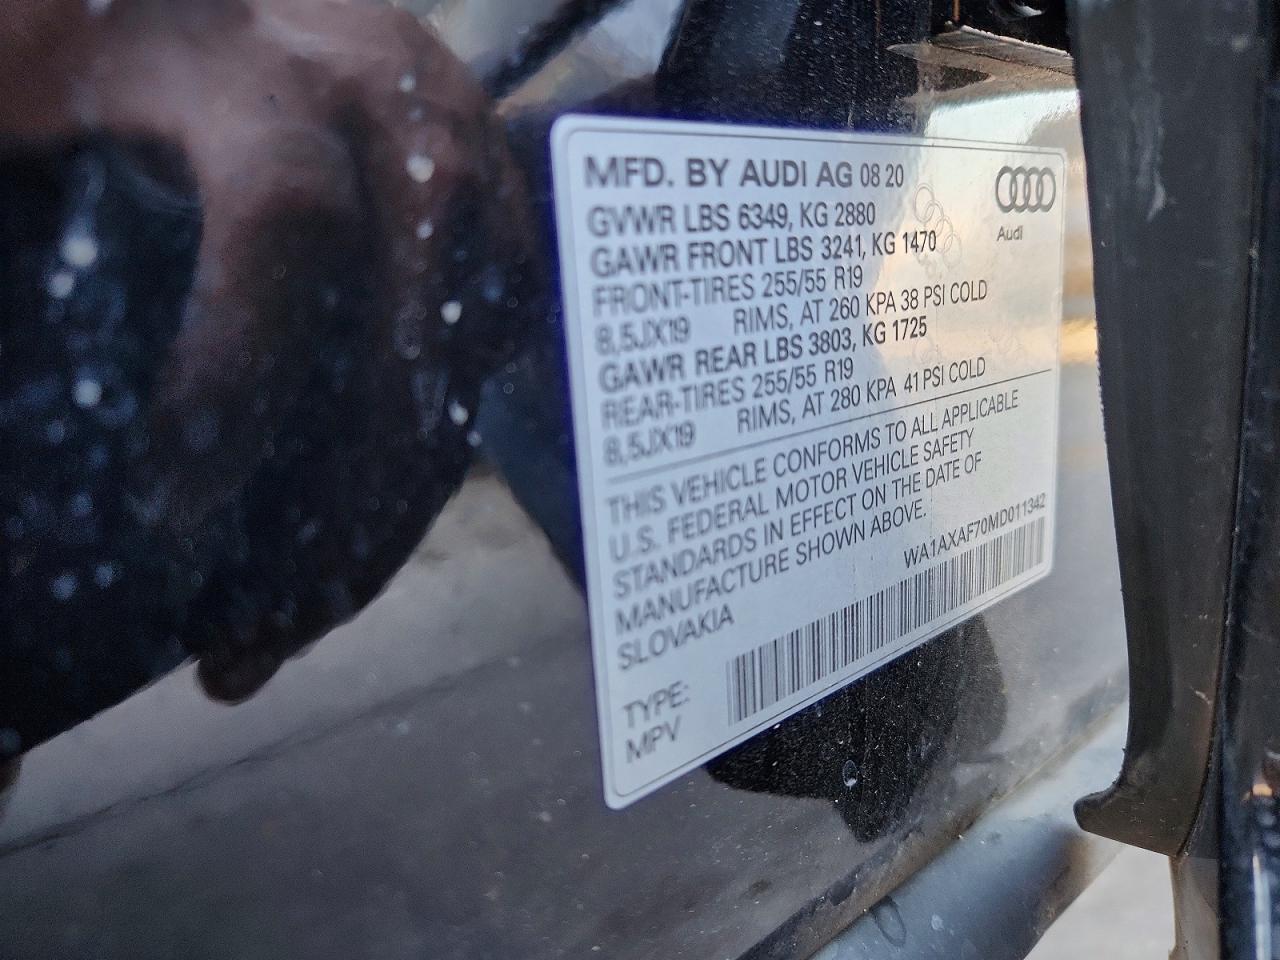 MFD. BY AUDI AG 08 20
Audi
GVWR LBS 6349, KG 2880
GAWR FRONT LBS 3241, KG 1470
FRONT-TIRES 255/55 R19
8,5JX19 RIMS, AT 260 KPA 38 PSI COLD
GAWR REAR LBS 3803, KG 1725
REAR-TIRES 255/55 R19
8,5JX19 RIMS, AT 280 KPA 41 PSI COLD
THIS VEHICLE CONFORMS TO ALL APPLICABLE
U.S. FEDERAL MOTOR VEHICLE SAFETY
STANDARDS IN EFFECT ON THE DATE OF
MANUFACTURE SHOWN ABOVE.
SLOVAKIA
WA1AXAF70MD011342
TYPE:
MPV